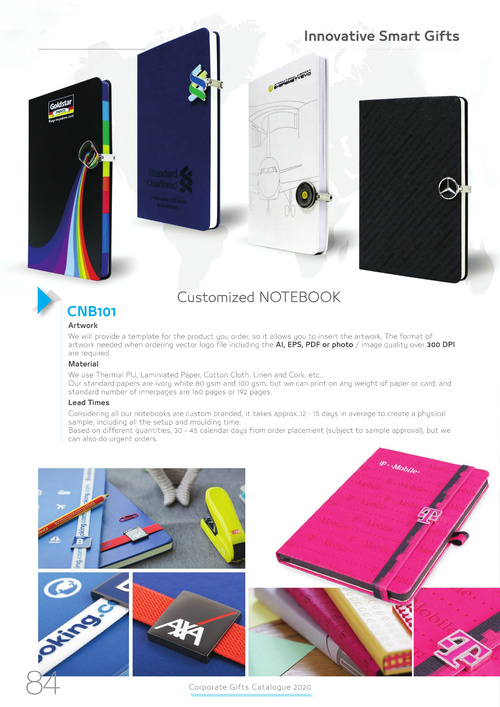 Innovative Smart Gifts
Goldstar
Standard
Chartered
Customized NOTEBOOK
CNB101
Artwork
We will provide a template for the product you order, so it allows you to insert the artwork, The format of
artwork needed when ordering vector logo file including the AI, EPS, PDF or photo / image quality over 300 DPI
are required.
Material
We use Thermal PU, Laminiated Paper, Cotton Cloth, Linen and Cork, etc...
Our standard papers are ivory white 80 gsm and 100 gsm, but we can print on any weight of paper or card, and
standard number of innerpages are 160 pages or 192 pages.
Lead Times
Considering all our notebooks are custom branded, it takes approx..12 - 15 days in average to create a physical
sample, including all the setup and moulding time.
Based on different quantities, 30 - 45 calendar days from order placement (subject to sample approval), but we
can also do urgent orders.
T · · Mobile·
Booking.com
ooking.co
AXA
Mobile
T
84
Corporate Gifts Catalogue 2020